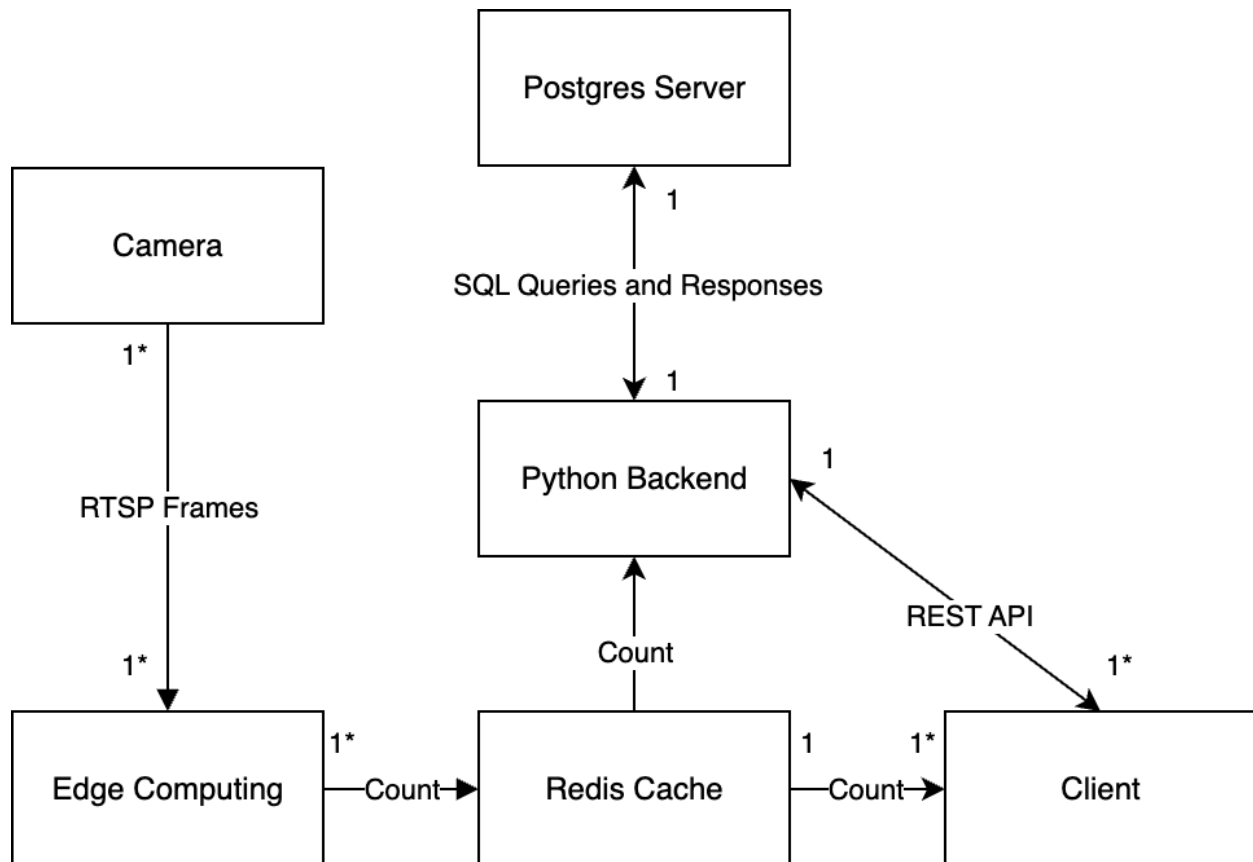 Postgres Server
1
Camera
SQL Queries and Responses
1*
1
Python Backend
1
RTSP Frames
REST API
Count
1*
1*
1*
1
1*
Edge Computing
Count
Redis Cache
Count
Client